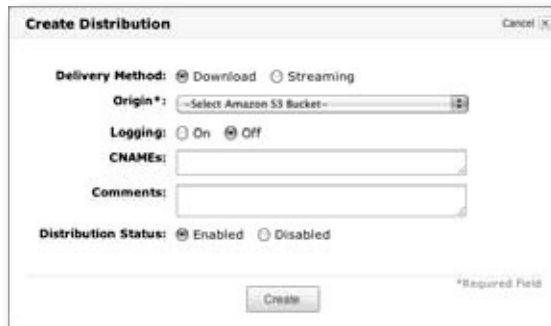 Create Distribution Cancel
Delivery Method: Download Streaming
Origin*: -Select Amazon S3 Bucket-
Logging: On Off
CNAMEs:
Comments:
Distribution Status: Enabled Disabled
*Required Field
Create